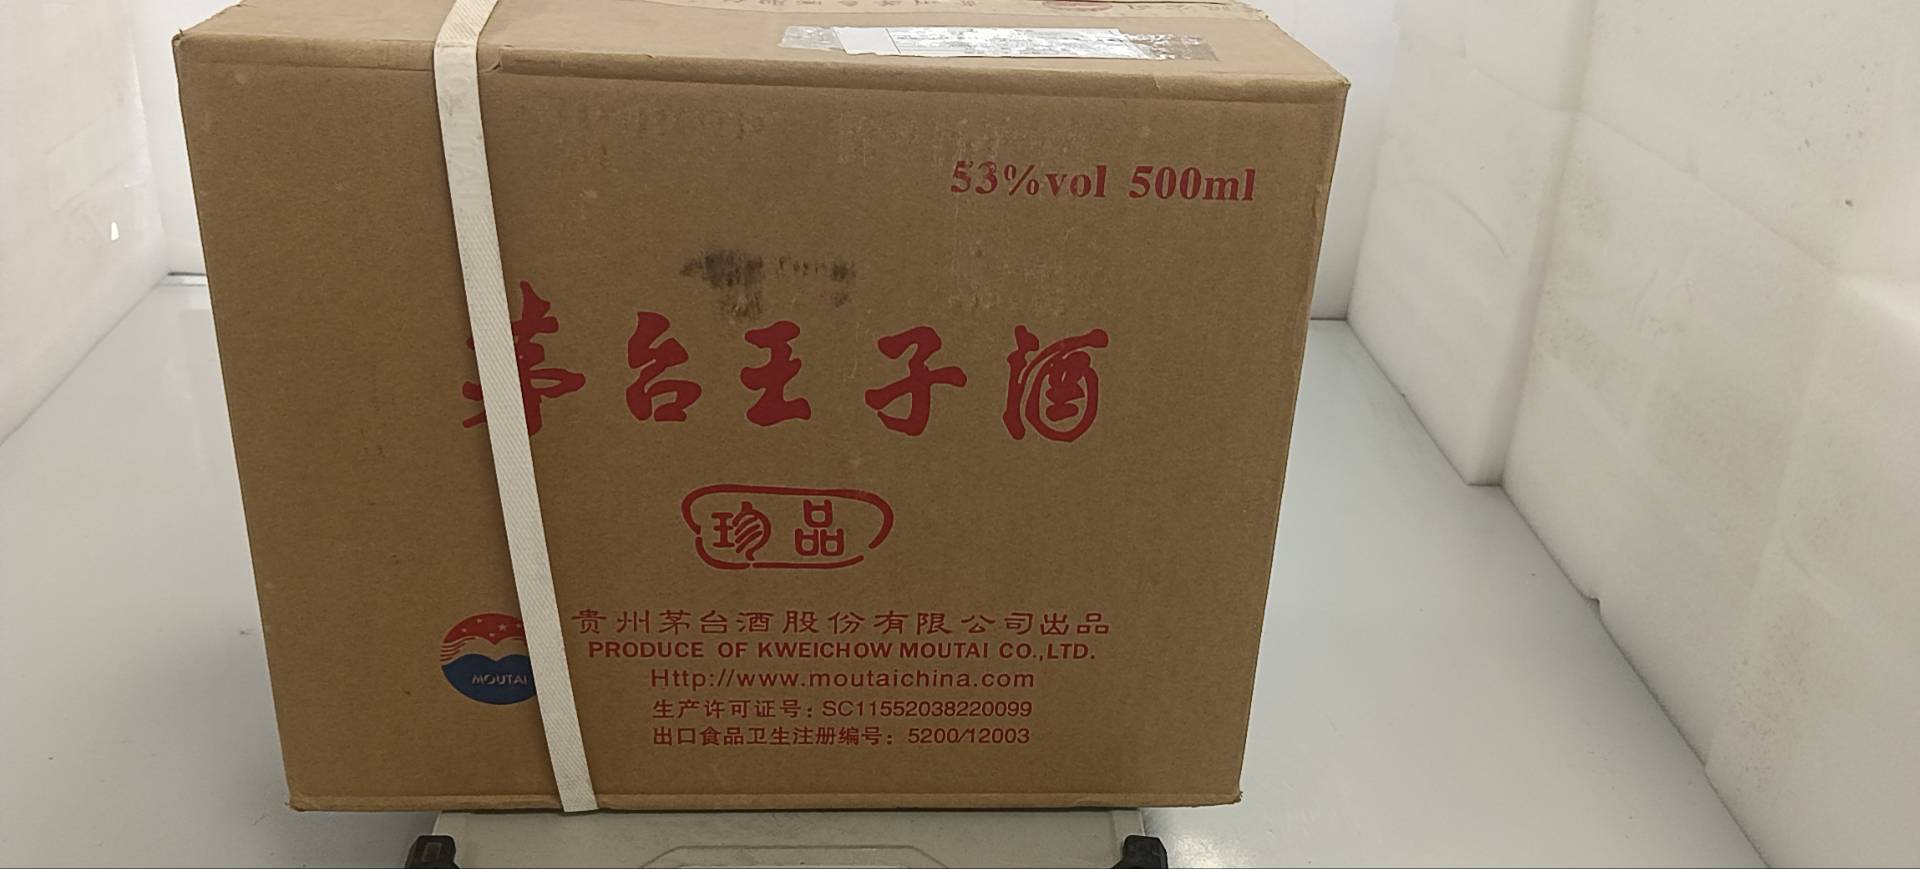 53%vol 500ml
茅台王子酒
珍品
贵州茅台酒股份有限公司出品
PRODUCE OF KWEICHOW MOUTAI CO.,LTD.
Http://www.moutaichina.com
MOUTAI
生产许可证号：SC11552038220099
出口食品卫生注册编号：5200/12003